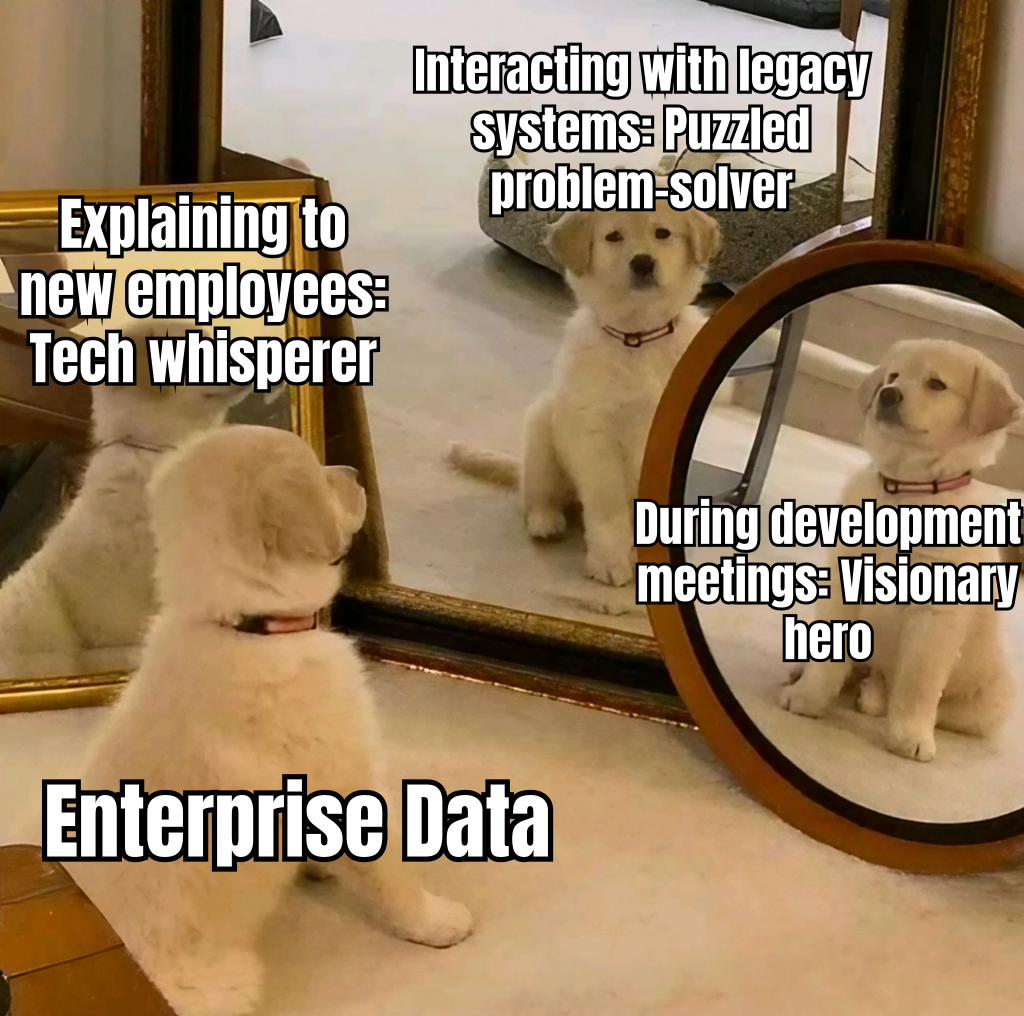 Interacting with legacy
systems: Puzzled
problem-solver
Explaining to
new employees:
Tech whisperer
During development
meetings: Visionary
hero
Enterprise Data